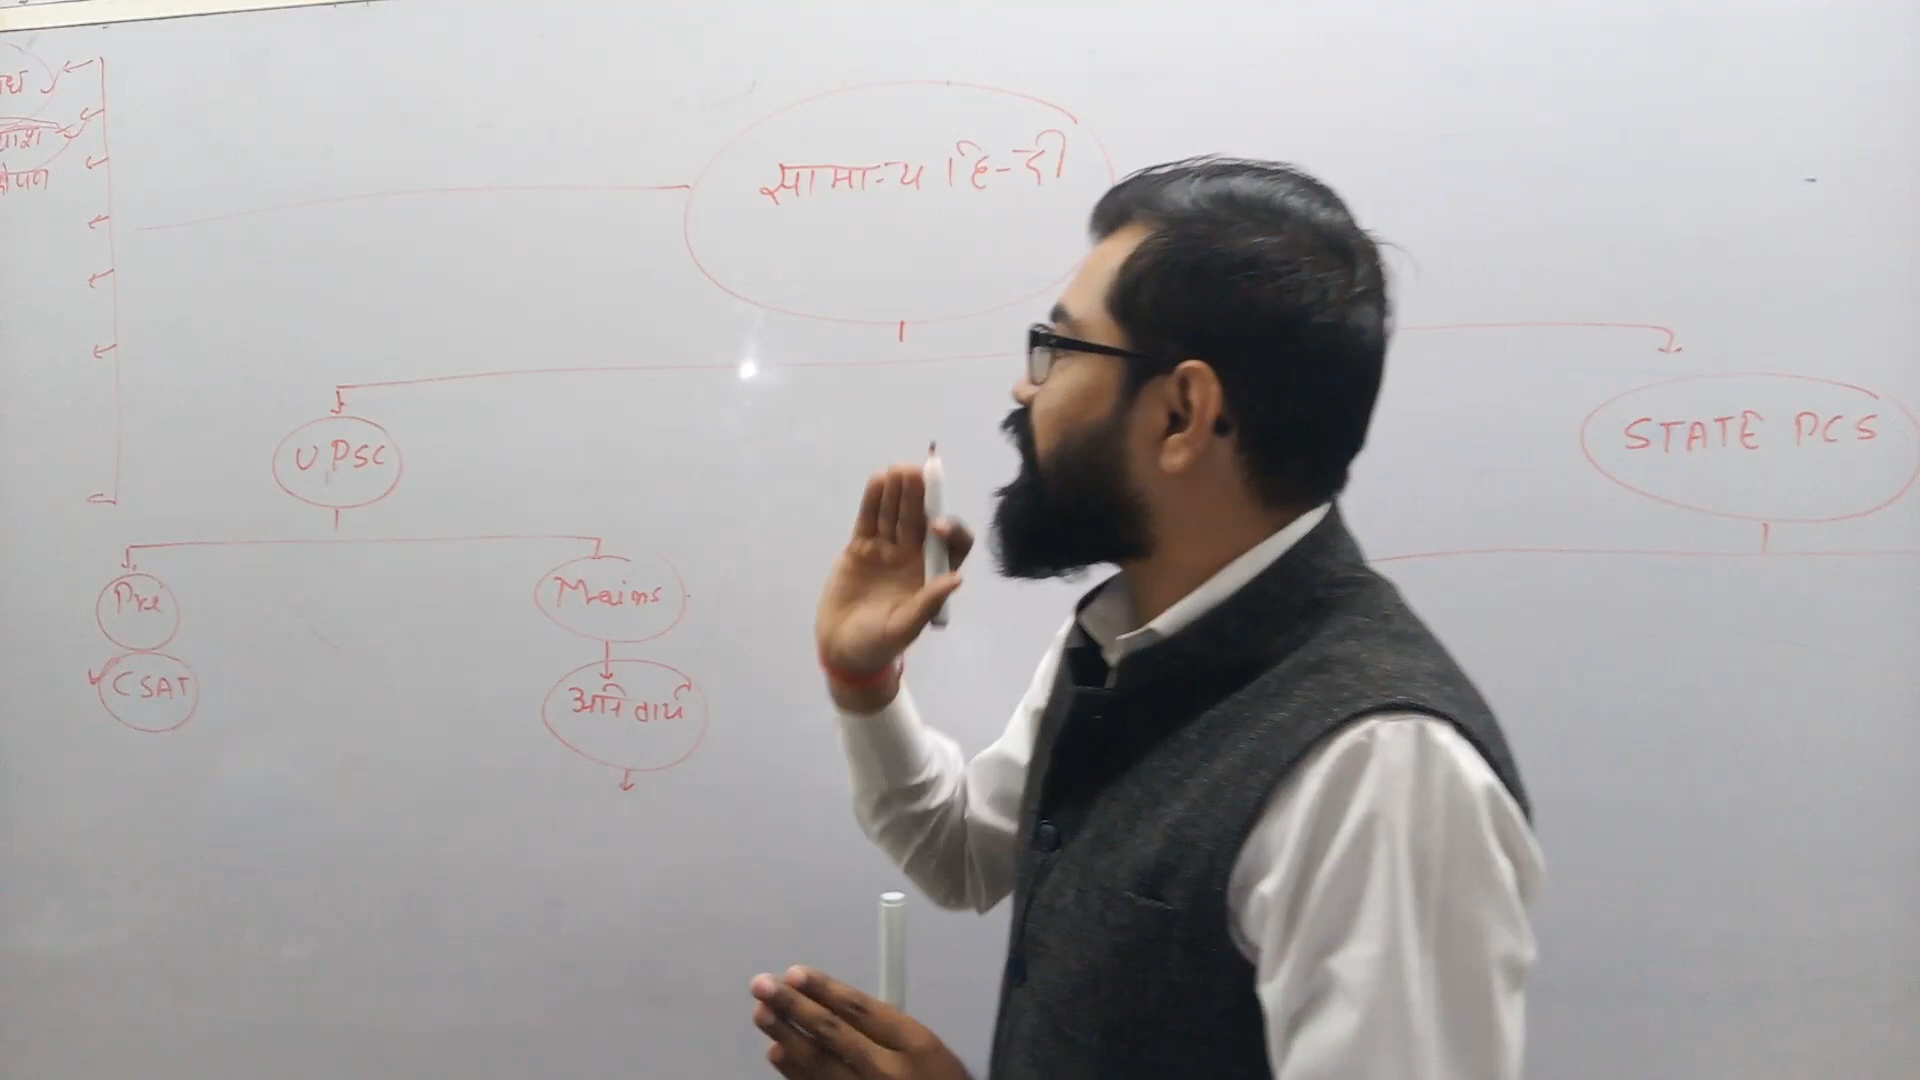 सामान्य हिन्दी
UPSC
STATE PCS
Pre
Mains
CSAT
अनिवार्य